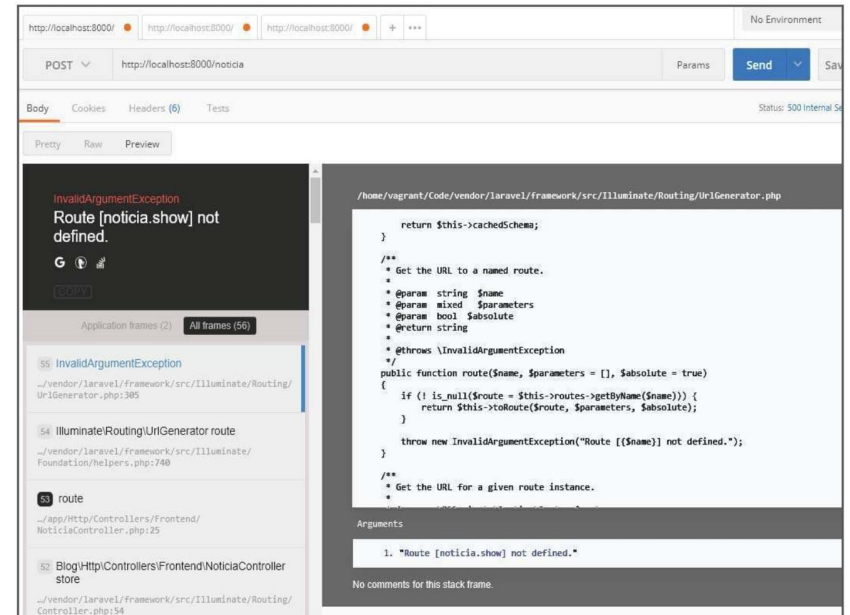 http://localhost:8000/
http://localhost:8000/
http://localhost:8000/
+
No Environment
POST
http://localhost:8000/noticia
Params
Send
Sav
Body
Cookies
Headers (6)
Tests
Status: 500 Internal Se
Pretty
Raw
Preview
InvalidArgumentException
Route [noticia.show] not
defined.
G
COPY
Application frames (2)
All frames (56)
55 InvalidArgumentException
…/vendor/laravel/framework/src/Illuminate/Routing/
UrlGenerator.php:305
54 Illuminate\Routing\UrlGenerator route
…/vendor/laravel/framework/src/Illuminate/
Foundation/helpers.php:740
53 route
…/app/Http/Controllers/Frontend/
NoticiaController.php:25
52 Blog\Http\Controllers\Frontend\NoticiaController
store
…/vendor/laravel/framework/src/Illuminate/Routing/
Controller.php:54
/home/vagrant/Code/vendor/laravel/framework/src/Illuminate/Routing/UrlGenerator.php
return $this->cachedSchema;
}
/**
* Get the URL to a named route.
*
* @param string $name
* @param mixed $parameters
* @param bool $absolute
* @return string
*
* @throws \InvalidArgumentException
*/
public function route($name, $parameters = [], $absolute = true)
{
if (! is_null($route = $this->routes->getByName($name))) {
return $this->toRoute($route, $parameters, $absolute);
}
throw new InvalidArgumentException("Route [{$name}] not defined.");
}
/**
* Get the URL for a given route instance.
*
Arguments
1. "Route [noticia.show] not defined."
No comments for this stack frame.